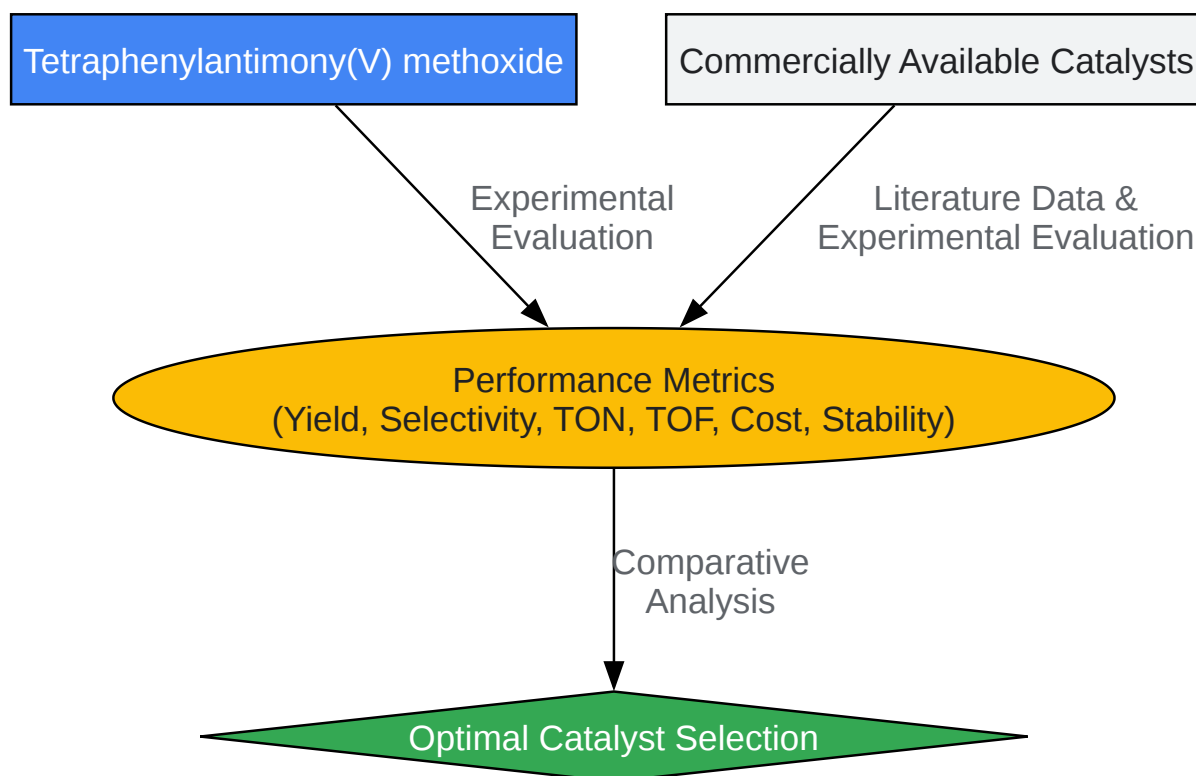 Tetraphenylantimony(V) methoxide
Commercially Available Catalysts
Experimental
Evaluation
Literature Data &
Experimental Evaluation
Performance Metrics
(Yield, Selectivity, TON, TOF, Cost, Stability)
Comparative
Analysis
Optimal Catalyst Selection